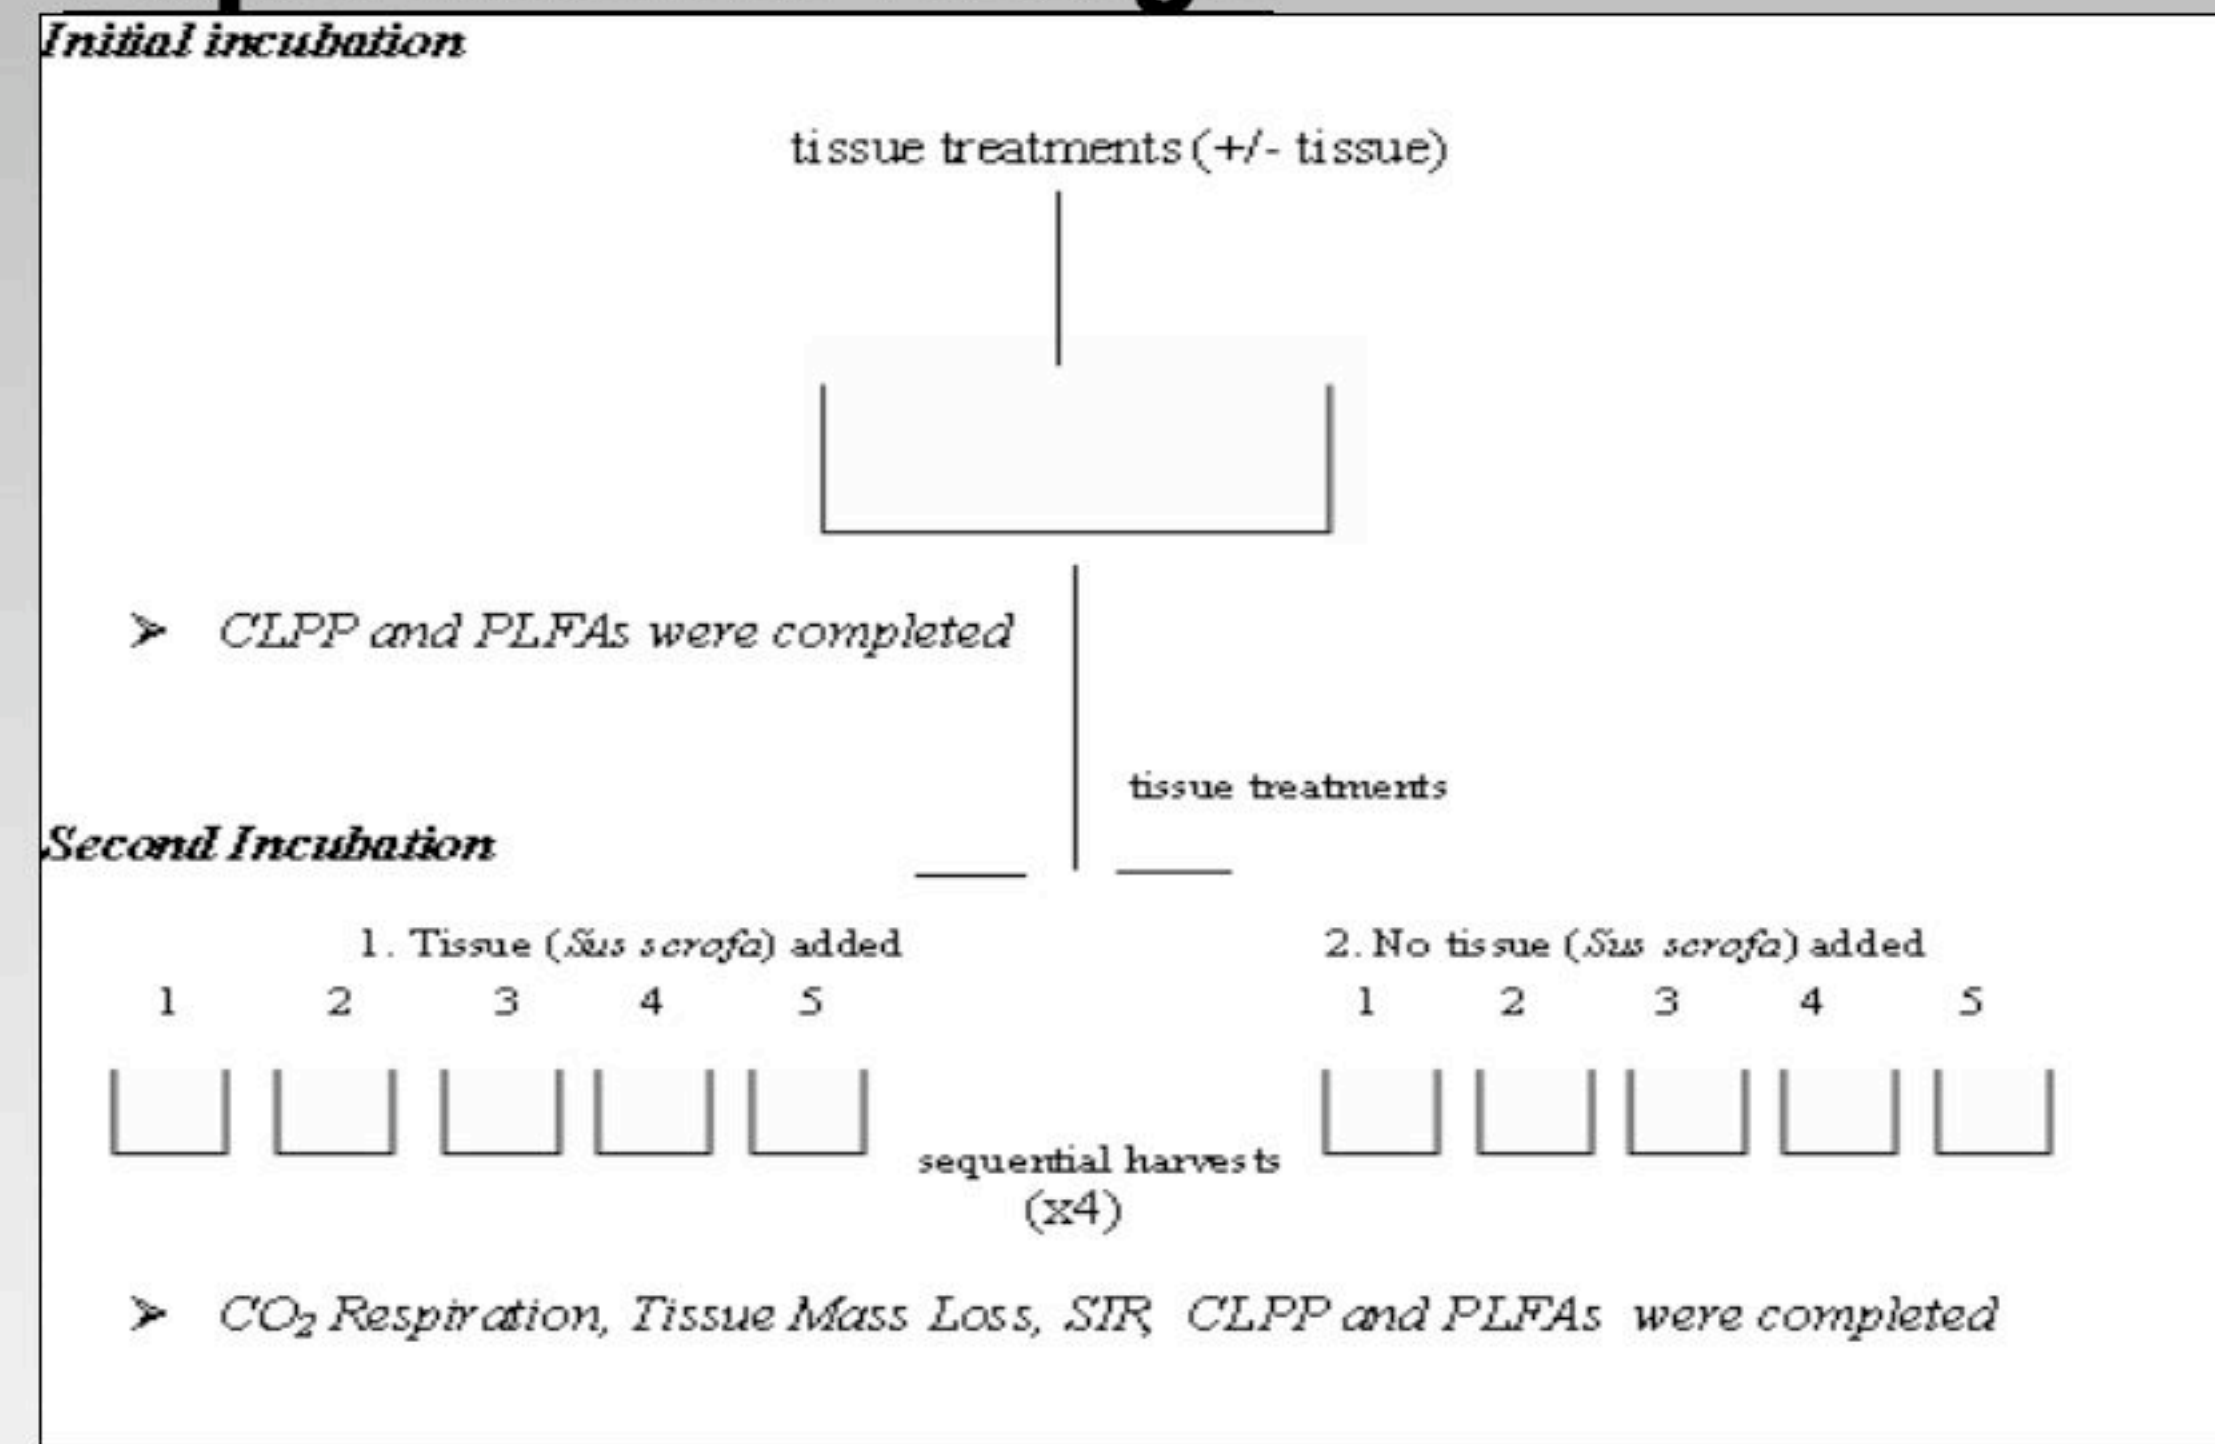 Initial incubation
tissue treatments (+/- tissue)
➢ CLPP and PLFAs were completed
tissue treatments
Second Incubation
1. Tissue (Sus scrofa) added 2. No tissue (Sus scrofa) added
1 2 3 4 5 1 2 3 4 5
sequential harvests
(x4)
➢ CO₂ Respiration, Tissue Mass Loss, SIR, CLPP and PLFAs were completed